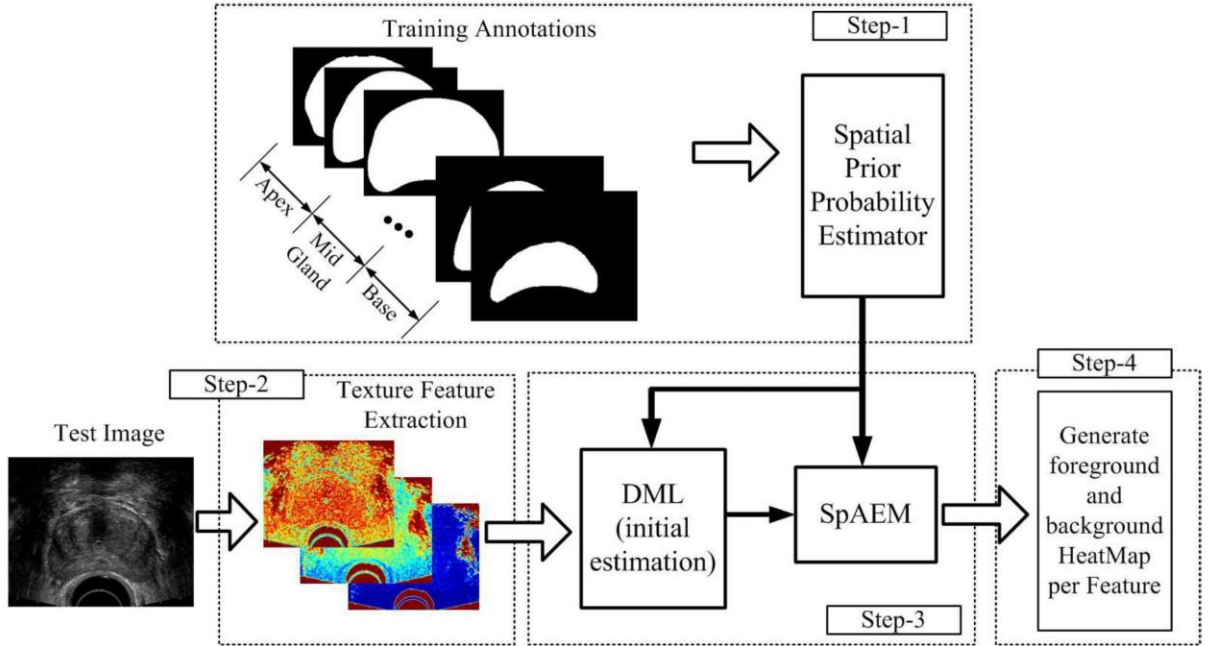 Training Annotations
Step-1
Spatial
Prior
Probability
Estimator
Apex
Mid
Gland
Base
Step-2
Texture Feature
Extraction
Test Image
DML
(initial
estimation)
SpAEM
Step-3
Step-4
Generate
foreground
and
background
HeatMap
per Feature